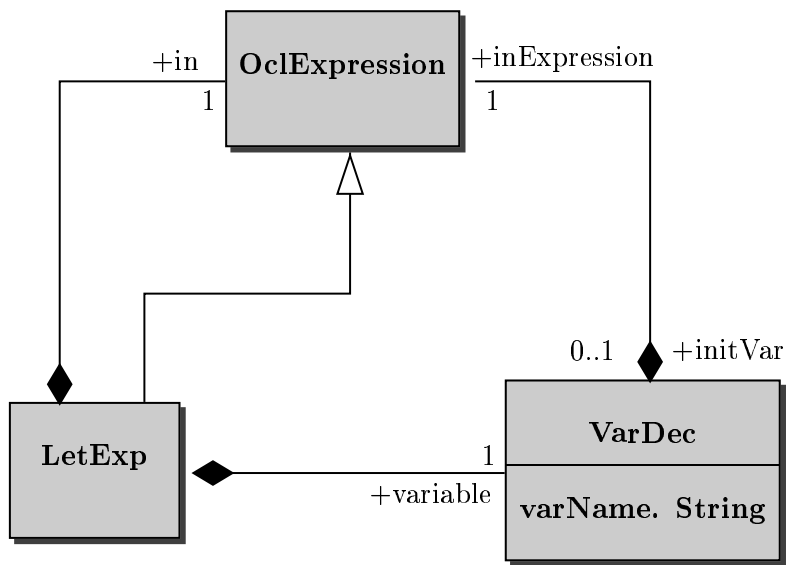 +in
OclExpression
+inExpression
1
1
0..1
+initVar
LetExp
VarDec
1
+variable
varName. String